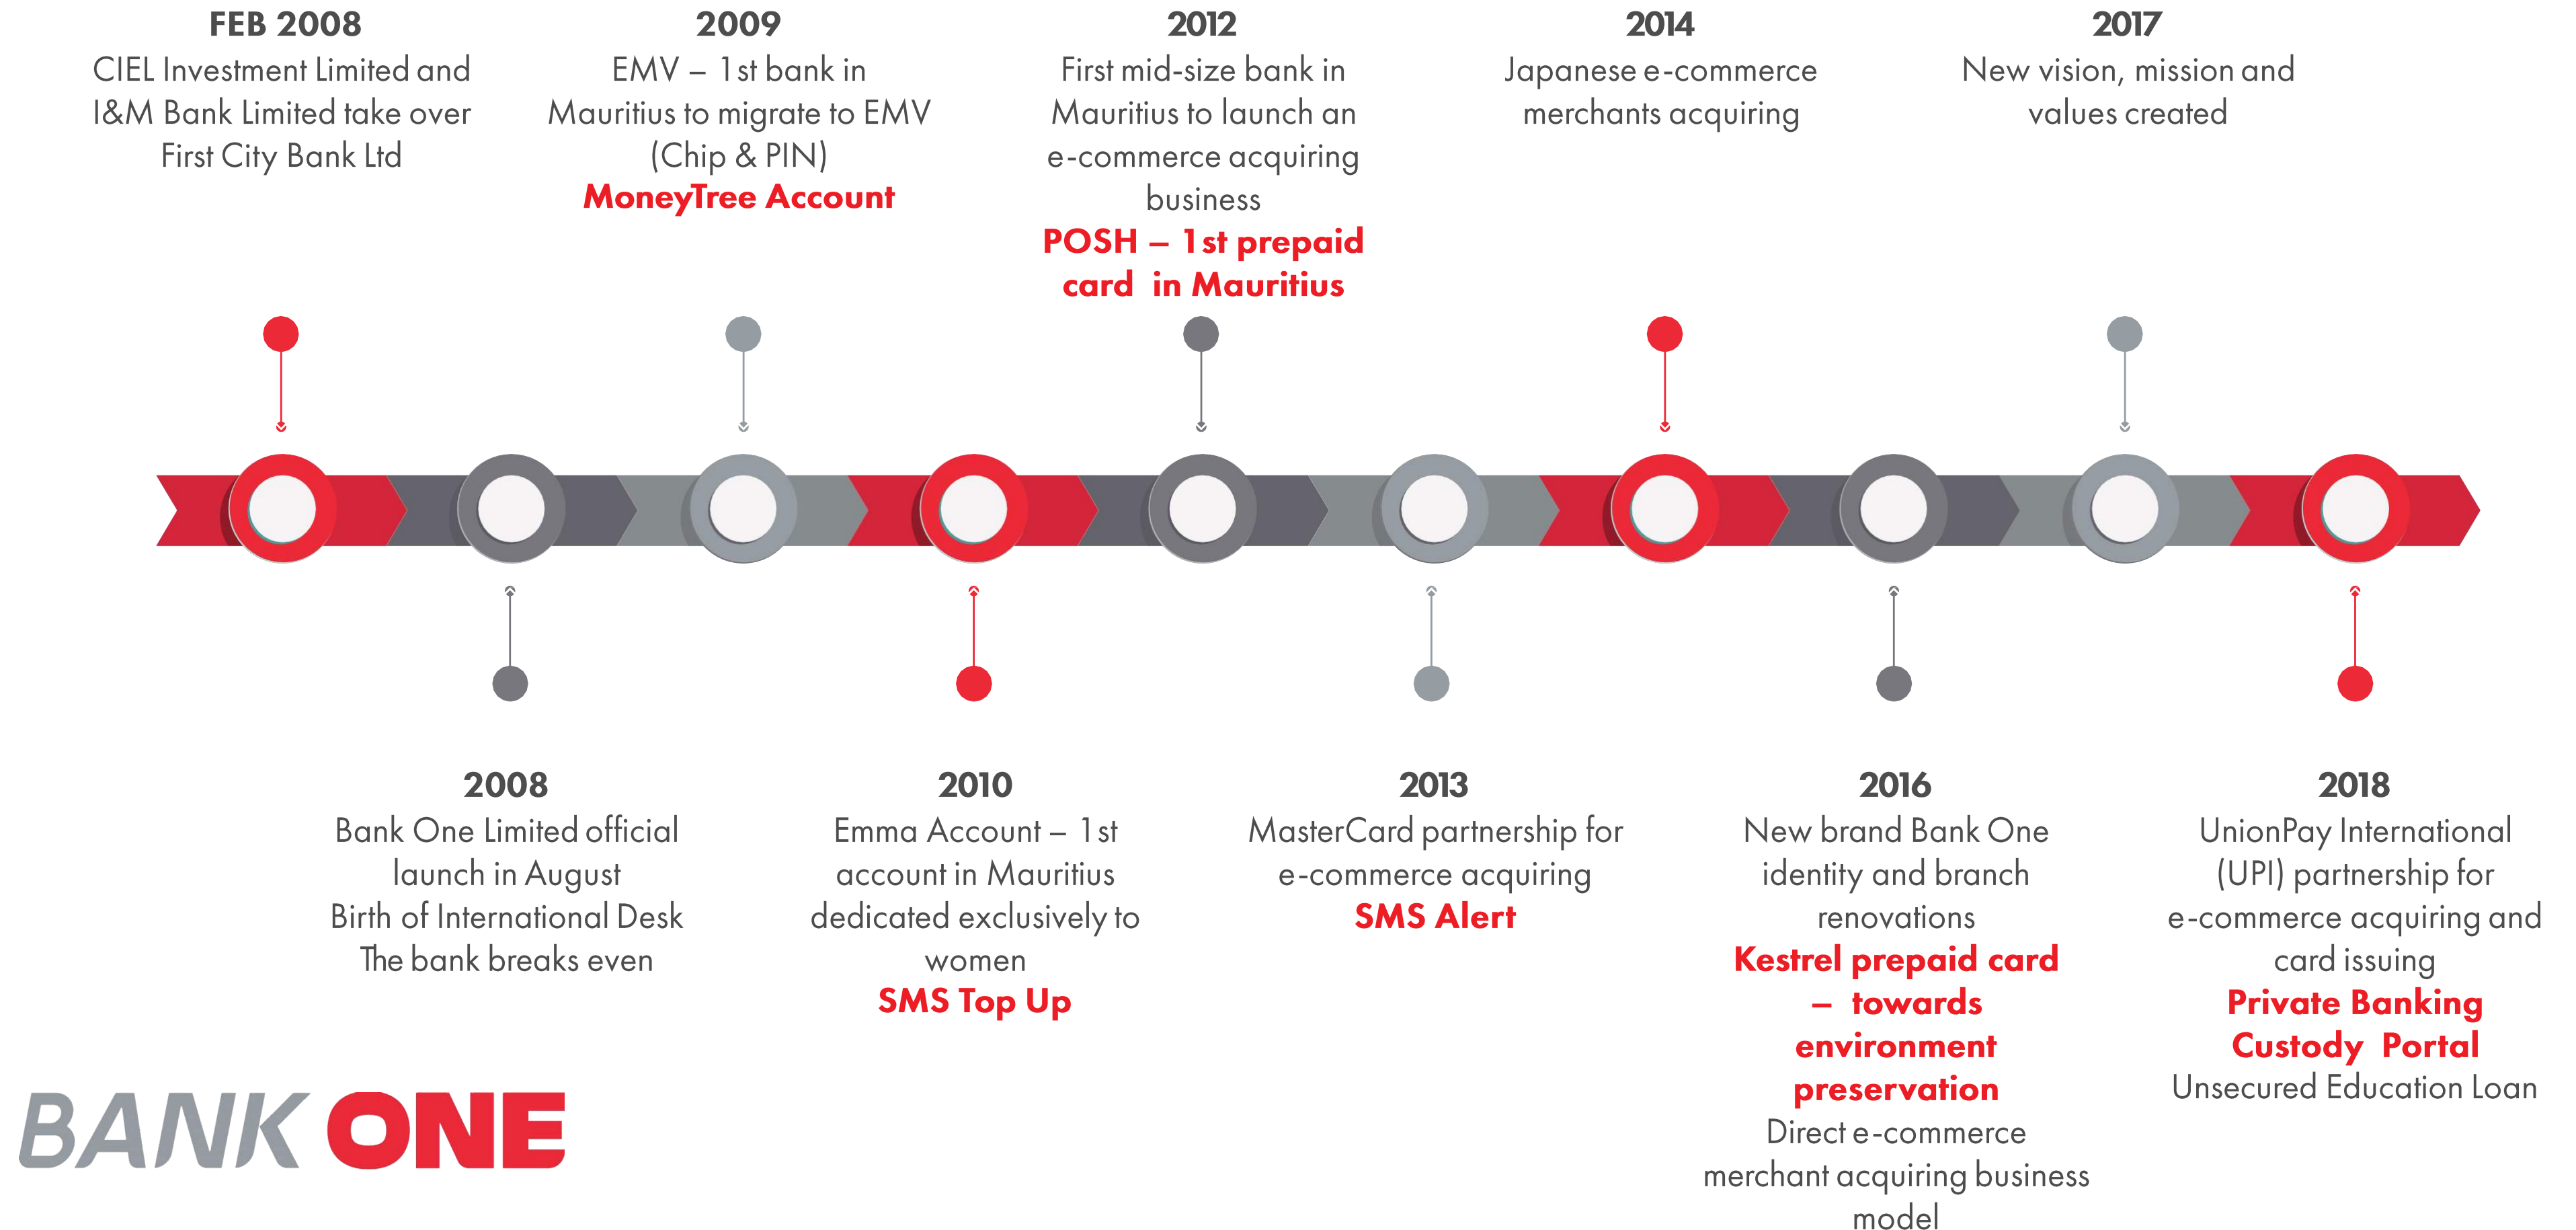 FEB 2008
CIEL Investment Limited and
I&M Bank Limited take over
First City Bank Ltd
2009
EMV – 1st bank in
Mauritius to migrate to EMV
(Chip & PIN)
MoneyTree Account
2012
First mid-size bank in
Mauritius to launch an
e-commerce acquiring
business
POSH – 1st prepaid
card in Mauritius
2014
Japanese e-commerce
merchants acquiring
2017
New vision, mission and
values created
2008
Bank One Limited official
launch in August
Birth of International Desk
The bank breaks even
2010
Emma Account – 1st
account in Mauritius
dedicated exclusively to
women
SMS Top Up
2013
MasterCard partnership for
e-commerce acquiring
SMS Alert
2016
New brand Bank One
identity and branch
renovations
Kestrel prepaid card
– towards
environment
preservation
Direct e-commerce
merchant acquiring business
model
2018
UnionPay International
(UPI) partnership for
e-commerce acquiring and
card issuing
Private Banking
Custody Portal
Unsecured Education Loan
BANK ONE